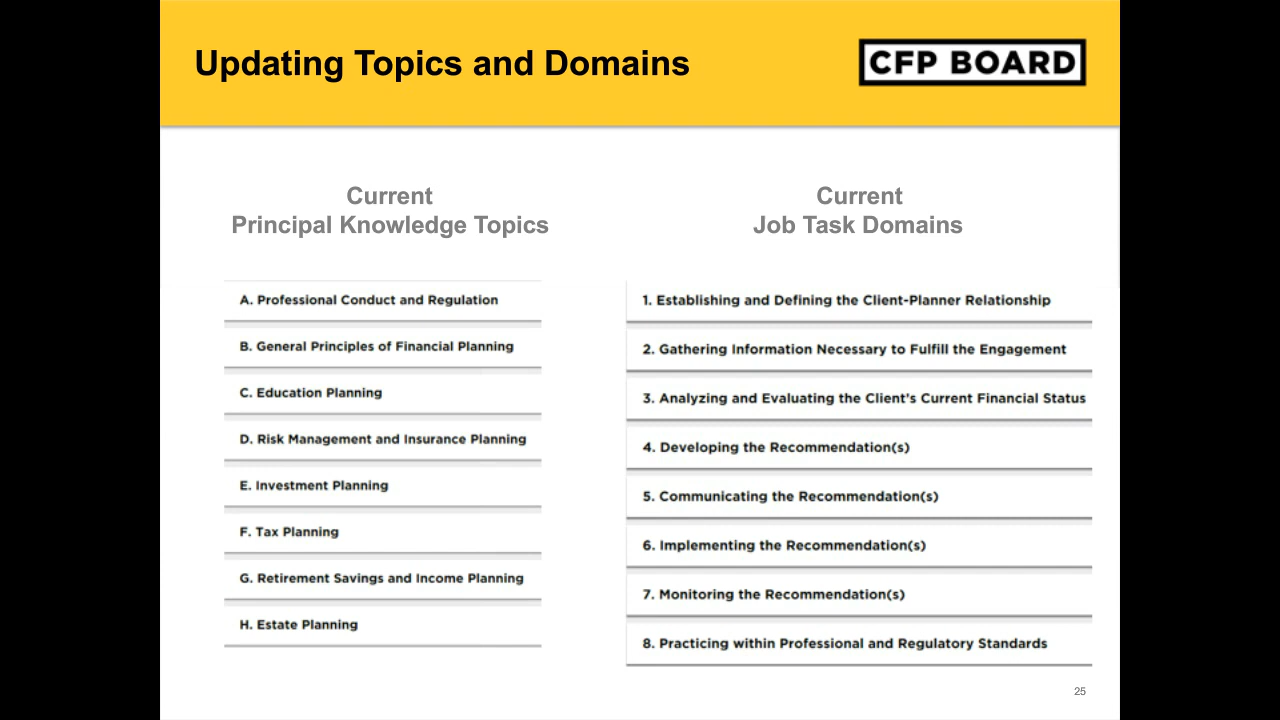 Updating Topics and Domains
CFP BOARD
Current
Principal Knowledge Topics
A. Professional Conduct and Regulation
B. General Principles of Financial Planning
C. Education Planning
D. Risk Management and Insurance Planning
E. Investment Planning
F. Tax Planning
G. Retirement Savings and Income Planning
H. Estate Planning
Current
Job Task Domains
1. Establishing and Defining the Client-Planner Relationship
2. Gathering Information Necessary to Fulfill the Engagement
3. Analyzing and Evaluating the Client's Current Financial Status
4. Developing the Recommendation(s)
5. Communicating the Recommendation(s)
6. Implementing the Recommendation(s)
7. Monitoring the Recommendation(s)
8. Practicing within Professional and Regulatory Standards
25